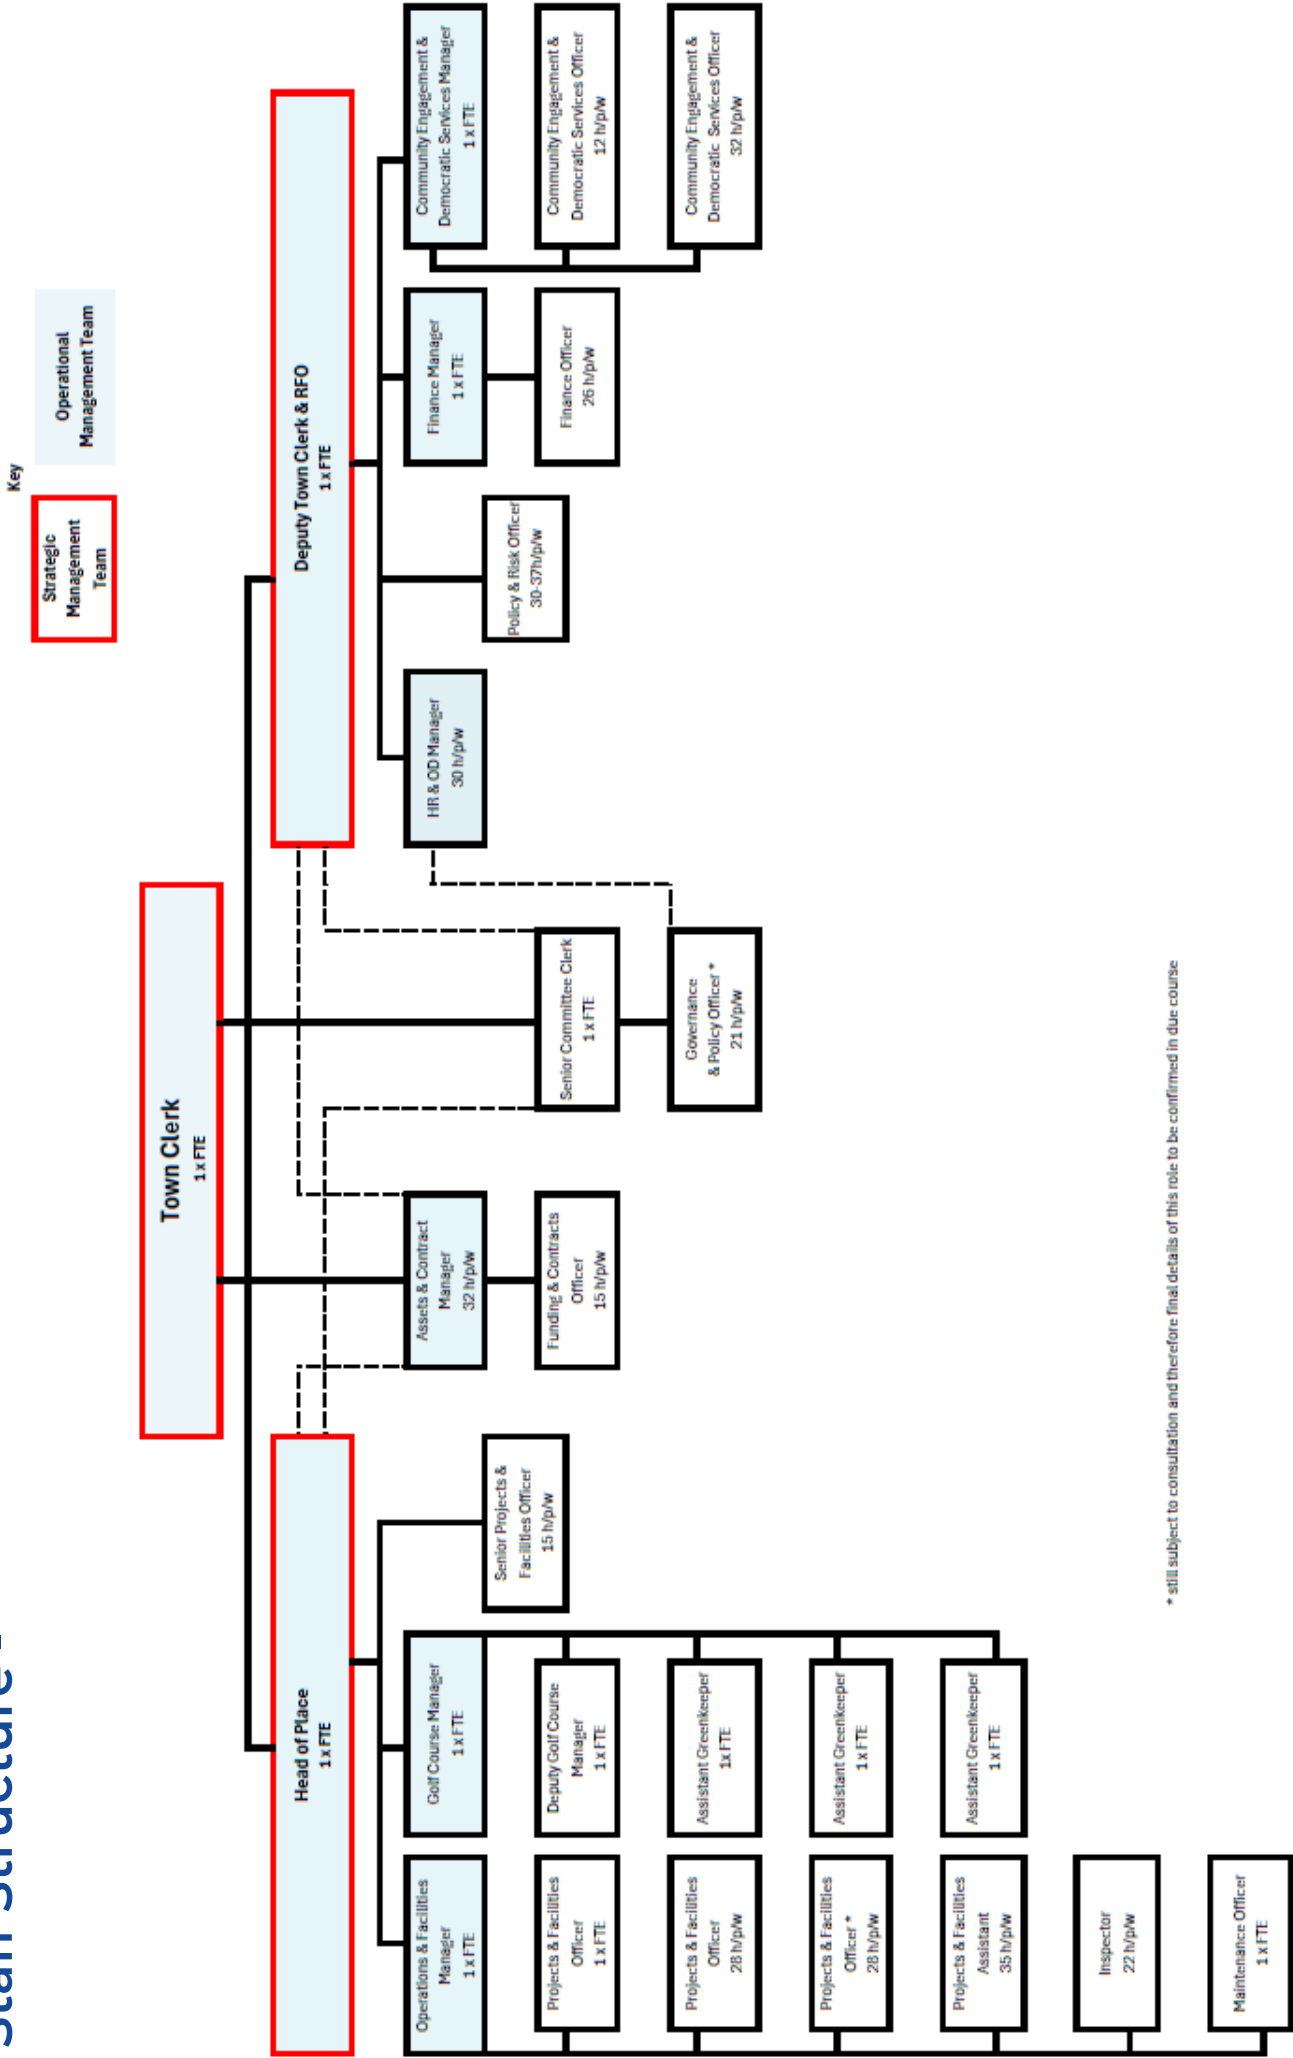 Staff Structure -
Key
Strategic
Management
Team
Operational
Management Team
Town Clerk
1 x FTE
Head of Place
1 x FTE
Deputy Town Clerk & RFO
1 x FTE
Operations & Facilities
Manager
1 x FTE
Golf Course Manager
1 x FTE
Senior Projects &
Facilities Officer
15 h/p/w
Assets & Contract
Manager
32 h/p/w
HR & OD Manager
30 h/p/w
Policy & Risk Officer
30-37h/p/w
Finance Manager
1 x FTE
Community Engagement &
Democratic Services Manager
1 x FTE
Projects & Facilities
Officer
1 x FTE
Deputy Golf Course
Manager
1 x FTE
Funding & Contracts
Officer
15 h/p/w
Senior Committee Clerk
1 x FTE
Finance Officer
26 h/p/w
Community Engagement &
Democratic Services Officer
12 h/p/w
Projects & Facilities
Officer
28 h/p/w
Assistant Greenkeeper
1x FTE
Governance
& Policy Officer *
21 h/p/w
Community Engagement &
Democratic Services Officer
32 h/p/w
Projects & Facilities
Officer *
28 h/p/w
Assistant Greenkeeper
1 x FTE
Projects & Facilities
Assistant
35 h/p/w
Assistant Greenkeeper
1 x FTE
Inspector
22 h/p/w
Maintenance Officer
1 x FTE
* still subject to consultation and therefore final details of this role to be confirmed in due course